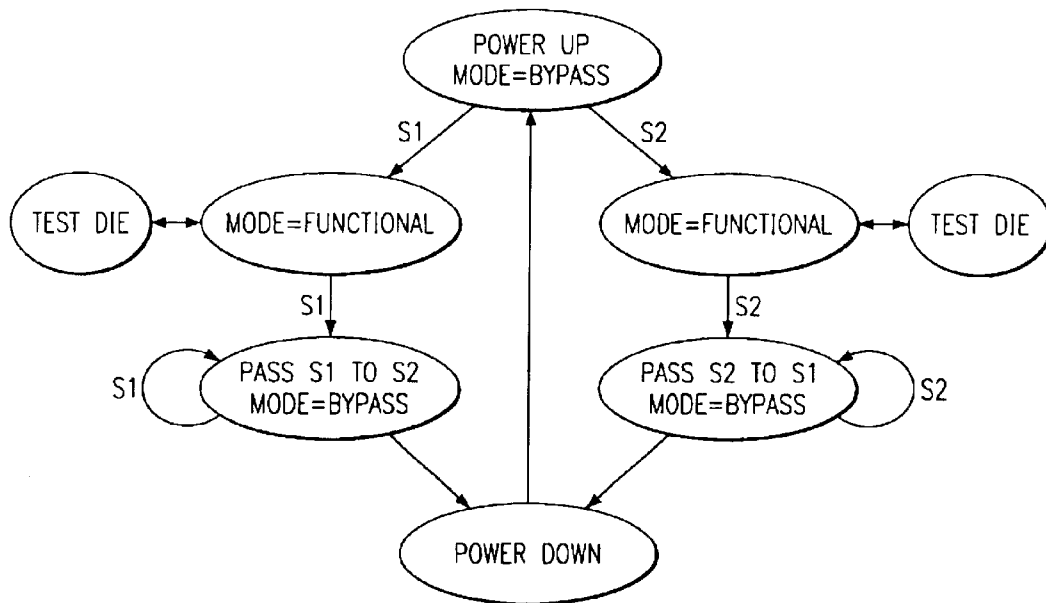 POWER UP
MODE=BYPASS
S1
S2
TEST DIE
MODE=FUNCTIONAL
MODE=FUNCTIONAL
TEST DIE
S1
S2
S1
PASS S1 TO S2
MODE=BYPASS
PASS S2 TO S1
MODE=BYPASS
S2
POWER DOWN